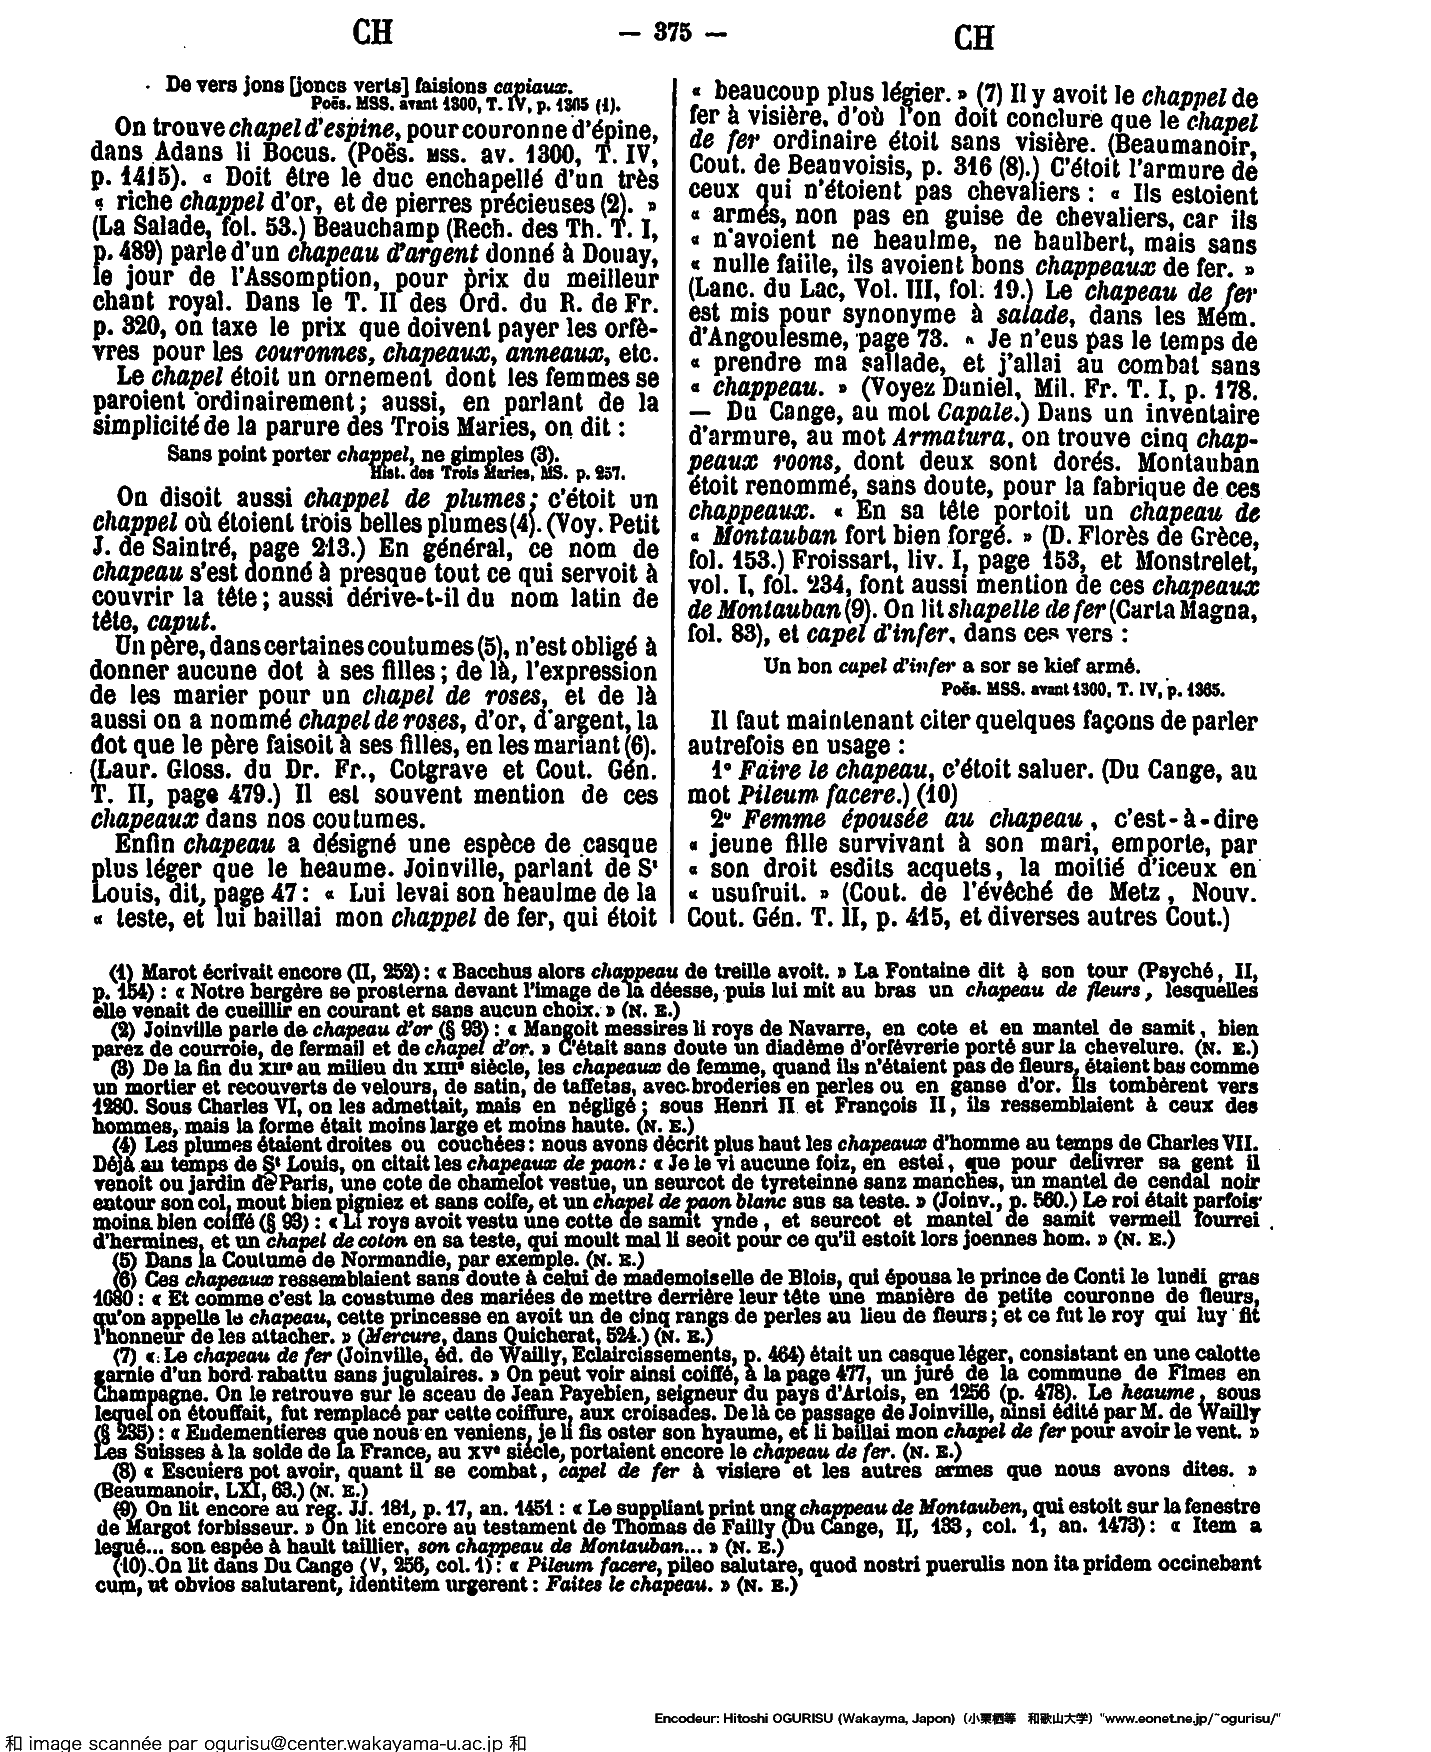 CH
— 375 —
CH
De vers jons [joncs verts] faisions capiaux.
Poës. MSS. avant 1300, T. IV, p. 1365 (1).
On trouve chapel d'espine, pour couronne d'épine,
dans Adans li Bocus. (Poës. MSS. av. 1300, T. IV,
p. 1415). « Doit être le duc enchapellé d'un très
« riche chappel d'or, et de pierres précieuses (2). »
(La Salade, fol. 53.) Beauchamp (Rech. des Th. T. I,
p. 489) parle d'un chapeau d'argent donné à Douay,
le jour de l'Assomption, pour prix du meilleur
chant royal. Dans le T. II des Ord. du R. de Fr.
p. 320, on taxe le prix que doivent payer les orfè-
vres pour les couronnes, chapeaux, anneaux, etc.
Le chapel étoit un ornement dont les femmes se
paroient ordinairement ; aussi, en parlant de la
simplicité de la parure des Trois Maries, on dit :
Sans point porter chappel, ne gimples (3).
Hist. des Trois Maries, MS. p. 257.
On disoit aussi chappel de plumes ; c'étoit un
chappel où étoient trois belles plumes (4). (Voy. Petit
J. de Saintré, page 213.) En général, ce nom de
chapeau s'est donné à presque tout ce qui servoit à
couvrir la tête ; aussi dérive-t-il du nom latin de
tête, caput.
Un père, dans certaines coutumes (5), n'est obligé à
donner aucune dot à ses filles ; de là, l'expression
de les marier pour un chapel de roses, et de là
aussi on a nommé chapel de roses, d'or, d'argent, la
dot que le père faisoit à ses filles, en les mariant (6).
(Laur. Gloss. du Dr. Fr., Cotgrave et Cout. Gén.
T. II, page 479.) Il est souvent mention de ces
chapeaux dans nos coutumes.
Enfin chapeau a désigné une espèce de casque
plus léger que le heaume. Joinville, parlant de St
Louis, dit, page 47 : « Lui levai son heaulme de la
« teste, et lui baillai mon chappel de fer, qui étoit
« beaucoup plus légier. » (7) Il y avoit le chappel de
fer à visière, d'où l'on doit conclure que le chapel
de fer ordinaire étoit sans visière. (Beaumanoir,
Cout. de Beauvoisis, p. 316 (8).) C'étoit l'armure de
ceux qui n'étoient pas chevaliers : « Ils estoient
« armés, non pas en guise de chevaliers, car ils
« n'avoient ne heaulme, ne haulbert, mais sans
« nulle faille, ils avoient bons chappeaux de fer. »
(Lanc. du Lac, Vol. III, fol. 19.) Le chapeau de fer
est mis pour synonyme à salade, dans les Mém.
d'Angoulesme, page 73. « Je n'eus pas le temps de
« prendre ma sallade, et j'allai au combat sans
« chappeau. » (Voyez Daniel, Mil. Fr. T. I, p. 178.
— Du Cange, au mot Capale.) Dans un inventaire
d'armure, au mot Armatura, on trouve cinq chap-
peaux roons, dont deux sont dorés. Montauban
étoit renommé, sans doute, pour la fabrique de ces
chappeaux. « En sa tête portoit un chapeau de
« Montauban fort bien forgé. » (D. Florès de Grèce,
fol. 153.) Froissart, liv. I, page 153, et Monstrelet,
vol. I, fol. 234, font aussi mention de ces chapeaux
de Montauban (9). On lit shapelle de fer (Carta Magna,
fol. 83), et capel d'infer, dans ces vers :
Un bon capel d'infer a sor se kief armé.
Poës. MSS. avant 1300, T. IV, p. 1365.
Il faut maintenant citer quelques façons de parler
autrefois en usage :
1° Faire le chapeau, c'étoit saluer. (Du Cange, au
mot Pileum facere.) (10)
2° Femme épousée au chapeau, c'est-à-dire
« jeune fille survivant à son mari, emporte, par
« son droit esdits acquets, la moitié d'iceux en
« usufruit. » (Cout. de l'évêché de Metz, Nouv.
Cout. Gén. T. II, p. 415, et diverses autres Cout.)
(1) Marot écrivait encore (II, 252) : « Bacchus alors chappeau de treille avoit. » La Fontaine dit à son tour (Psyché, II,
p. 154) : « Notre bergère se prosterna devant l'image de la déesse, puis lui mit au bras un chapeau de fleurs, lesquelles
elle venait de cueillir en courant et sans aucun choix. » (N. E.)
(2) Joinville parle de chapeau d'or (§ 93) : « Mangoit messires li roys de Navarre, en cote et en mantel de samit, bien
parez de courroie, de fermail et de chapel d'or. » C'était sans doute un diadème d'orfévrerie porté sur la chevelure. (N. E.)
(3) De la fin du XIIe au milieu du XIIIe siècle, les chapeaux de femme, quand ils n'étaient pas de fleurs, étaient bas comme
un mortier et recouverts de velours, de satin, de taffetas, avec broderies en perles ou en ganse d'or. Ils tombèrent vers
1280. Sous Charles VI, on les admettait, mais en négligé ; sous Henri II et François II, ils ressemblaient à ceux des
hommes, mais la forme était moins large et moins haute. (N. E.)
(4) Les plumes étaient droites ou couchées : nous avons décrit plus haut les chapeaux d'homme au temps de Charles VII.
Déjà au temps de St Louis, on citait les chapeaux de paon : « Je le vi aucune foiz, en estei, que pour delivrer sa gent il
venoit ou jardin de Paris, une cote de chamelot vestue, un seurcot de tyreteinne sanz manches, un mantel de cendal noir
entour son col, mout bien pigniez et sans coife, et un chapel de paon blanc sus sa teste. » (Joinv., p. 560.) Le roi était parfois
moins bien coiffé (§ 93) : « Li roys avoit vestu une cotte de samit ynde, et seurcot et mantel de samit vermeil fourrei
d'hermines, et un chapel de coton en sa teste, qui moult mal li seoit pour ce qu'il estoit lors joennes hom. » (N. E.)
(5) Dans la Coutume de Normandie, par exemple. (N. E.)
(6) Ces chapeaux ressemblaient sans doute à celui de mademoiselle de Blois, qui épousa le prince de Conti le lundi gras
1680 : « Et comme c'est la coustume des mariées de mettre derrière leur tête une manière de petite couronne de fleurs,
qu'on appelle le chapeau, cette princesse en avoit un de cinq rangs de perles au lieu de fleurs ; et ce fut le roy qui luy fit
l'honneur de les attacher. » (Mercure, dans Quicherat, 524.) (N. E.)
(7) « Le chapeau de fer (Joinville, éd. de Wailly, Eclaircissements, p. 464) était un casque léger, consistant en une calotte
garnie d'un bord rabattu sans jugulaires. » On peut voir ainsi coiffé, à la page 477, un juré de la commune de Fimes en
Champagne. On le retrouve sur le sceau de Jean Payebien, seigneur du pays d'Artois, en 1256 (p. 478). Le heaume, sous
lequel on étouffait, fut remplacé par cette coiffure, aux croisades. De là ce passage de Joinville, ainsi édité par M. de Wailly
(§ 235) : « Endementieres que nous en veniens, je li fis oster son hyaume, et li baillai mon chapel de fer pour avoir le vent. »
Les Suisses à la solde de la France, au XVe siècle, portaient encore le chapeau de fer. (N. E.)
(8) « Escuiers pot avoir, quant il se combat, capel de fer à visiere et les autres armes que nous avons dites. »
(Beaumanoir, LXI, 63.) (N. E.)
(9) On lit encore au reg. JJ. 181, p. 17, an. 1451 : « Le suppliant print ung chappeau de Montauben, qui estoit sur la fenestre
de Margot forbisseur. » On lit encore au testament de Thomas de Failly (Du Cange, II, 133, col. 1, an. 1473) : « Item a
legué... son espée à hault taillier, son chappeau de Montauban... » (N. E.)
(10) On lit dans Du Cange (V, 256, col. 1) : « Pileum facere, pileo salutare, quod nostri puerulis non ita pridem occinebant
cum, ut obvios salutarent, identitem urgerent : Faites le chapeau. » (N. E.)
Encodeur: Hitoshi OGURISU (Wakayma, Japon) (小栗栖等 和歌山大学) "www.eonet.ne.jp/~ogurisu/"
和 image scannée par ogurisu@center.wakayama-u.ac.jp 和